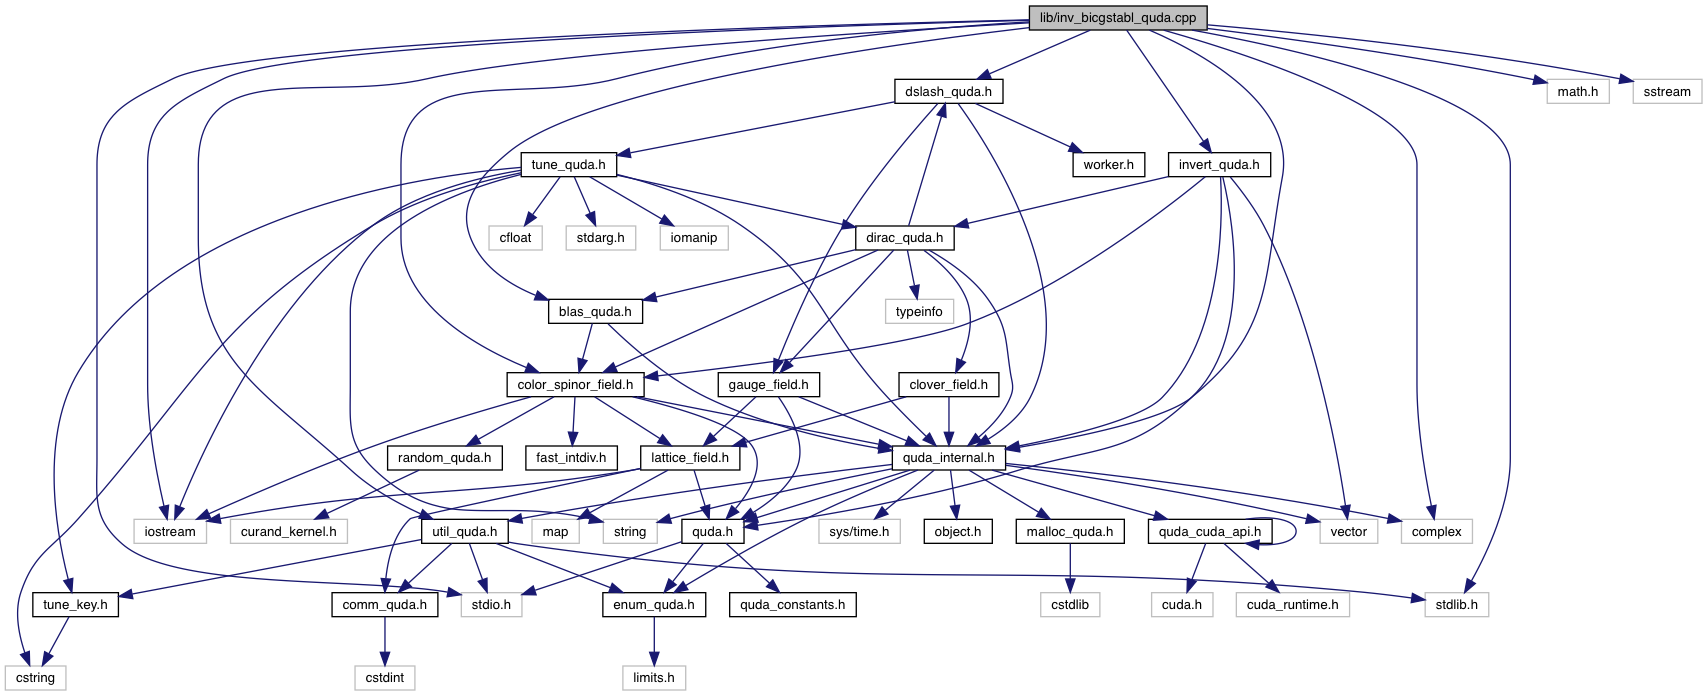 lib/inv_bicgstabl_quda.cpp
dslash_quda.h
math.h
sstream
tune_quda.h
worker.h
invert_quda.h
cfloat
stdarg.h
iomanip
dirac_quda.h
blas_quda.h
typeinfo
color_spinor_field.h
gauge_field.h
clover_field.h
random_quda.h
fast_intdiv.h
lattice_field.h
quda_internal.h
iostream
curand_kernel.h
util_quda.h
map
string
quda.h
sys/time.h
object.h
malloc_quda.h
quda_cuda_api.h
vector
complex
tune_key.h
comm_quda.h
stdio.h
enum_quda.h
quda_constants.h
cstdlib
cuda.h
cuda_runtime.h
stdlib.h
cstring
cstdint
limits.h